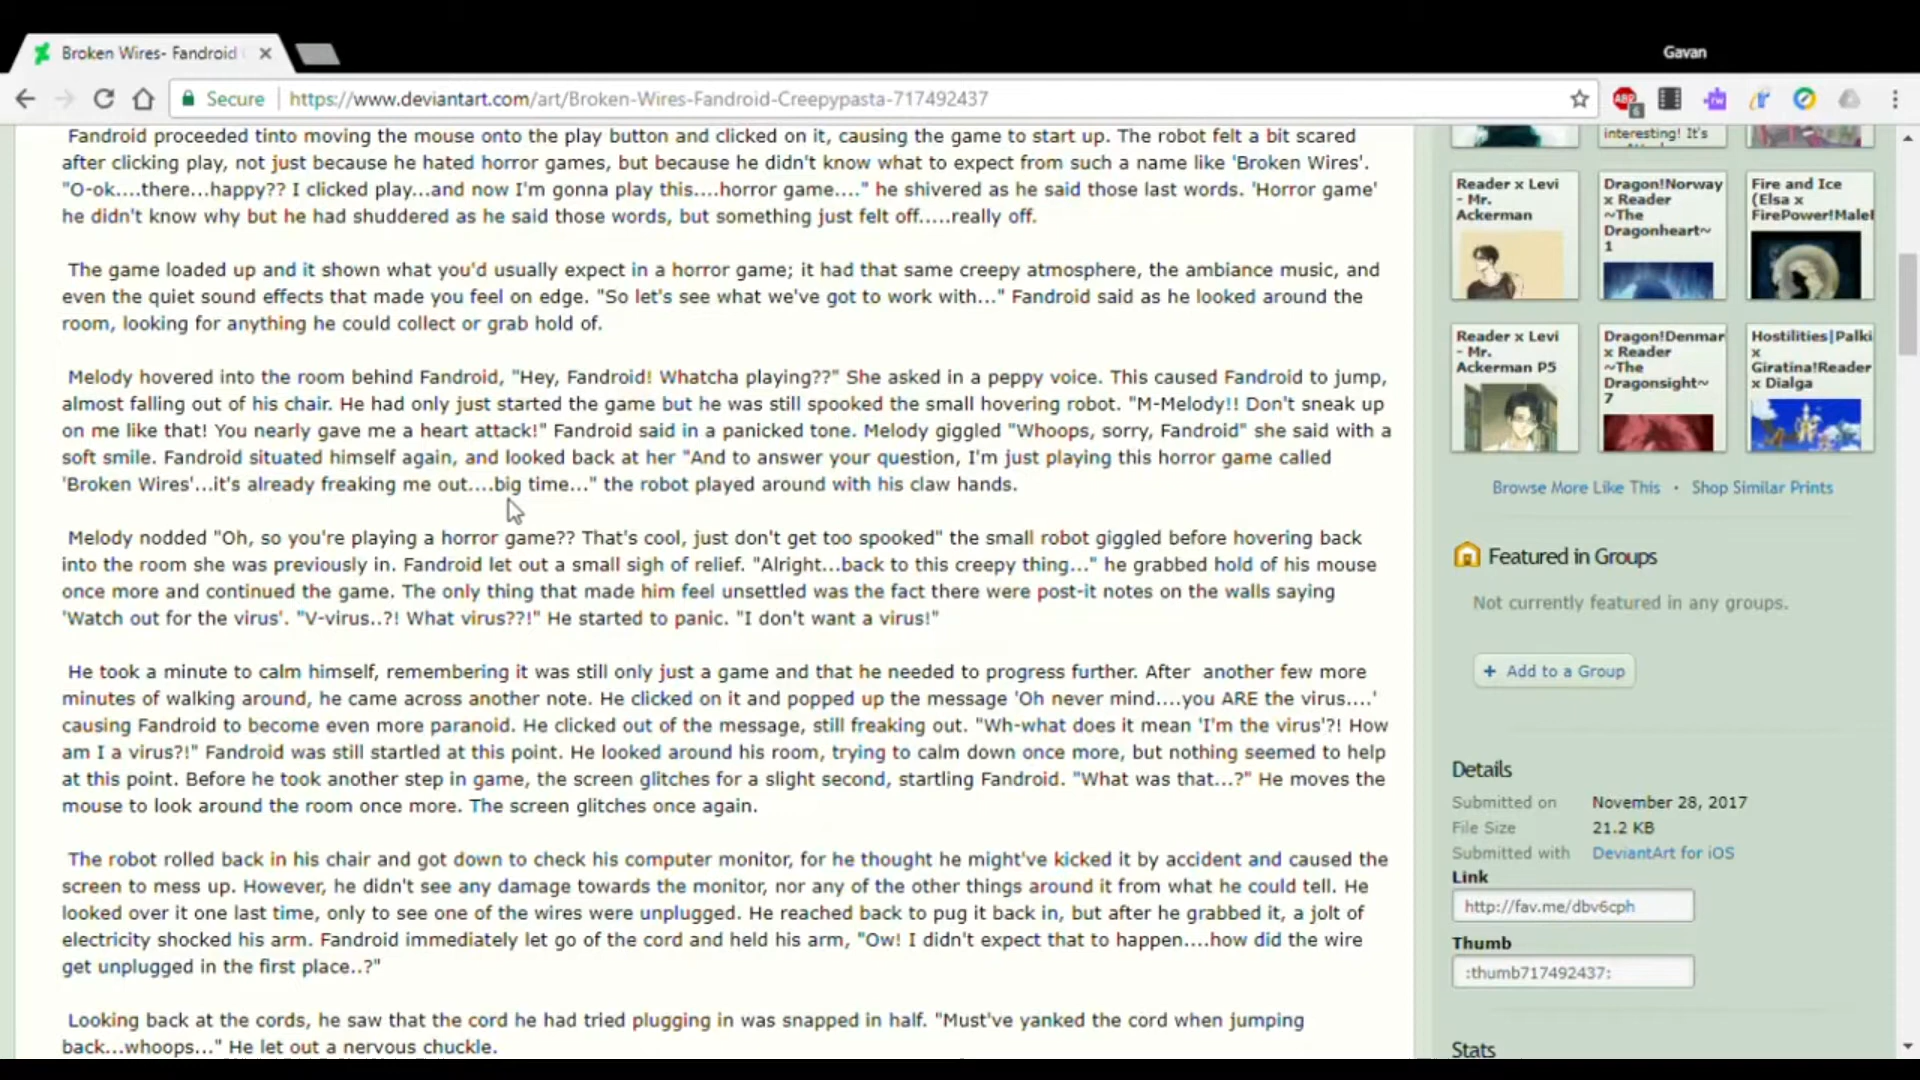 Broken Wires- Fandroid
Gavan
Secure
https://www.deviantart.com/art/Broken-Wires-Fandroid-Creepypasta-717492437
ABP
6
Fandroid proceeded tinto moving the mouse onto the play button and clicked on it, causing the game to start up. The robot felt a bit scared
after clicking play, not just because he hated horror games, but because he didn't know what to expect from such a name like 'Broken Wires'.
"O-ok....there...happy?? I clicked play...and now I'm gonna play this....horror game...." he shivered as he said those last words. 'Horror game'
he didn't know why but he had shuddered as he said those words, but something just felt off.....really off.
The game loaded up and it shown what you'd usually expect in a horror game; it had that same creepy atmosphere, the ambiance music, and
even the quiet sound effects that made you feel on edge. "So let's see what we've got to work with..." Fandroid said as he looked around the
room, looking for anything he could collect or grab hold of.
Melody hovered into the room behind Fandroid, "Hey, Fandroid! Whatcha playing??" She asked in a peppy voice. This caused Fandroid to jump,
almost falling out of his chair. He had only just started the game but he was still spooked the small hovering robot. "M-Melody!! Don't sneak up
on me like that! You nearly gave me a heart attack!" Fandroid said in a panicked tone. Melody giggled "Whoops, sorry, Fandroid" she said with a
soft smile. Fandroid situated himself again, and looked back at her "And to answer your question, I'm just playing this horror game called
'Broken Wires'...it's already freaking me out....big time..." the robot played around with his claw hands.
Melody nodded "Oh, so you're playing a horror game?? That's cool, just don't get too spooked" the small robot giggled before hovering back
into the room she was previously in. Fandroid let out a small sigh of relief. "Alright...back to this creepy thing..." he grabbed hold of his mouse
once more and continued the game. The only thing that made him feel unsettled was the fact there were post-it notes on the walls saying
'Watch out for the virus'. "V-virus..?! What virus??!" He started to panic. "I don't want a virus!"
He took a minute to calm himself, remembering it was still only just a game and that he needed to progress further. After  another few more
minutes of walking around, he came across another note. He clicked on it and popped up the message 'Oh never mind....you ARE the virus....'
causing Fandroid to become even more paranoid. He clicked out of the message, still freaking out. "Wh-what does it mean 'I'm the virus'?! How
am I a virus?!" Fandroid was still startled at this point. He looked around his room, trying to calm down once more, but nothing seemed to help
at this point. Before he took another step in game, the screen glitches for a slight second, startling Fandroid. "What was that...?" He moves the
mouse to look around the room once more. The screen glitches once again.
The robot rolled back in his chair and got down to check his computer monitor, for he thought he might've kicked it by accident and caused the
screen to mess up. However, he didn't see any damage towards the monitor, nor any of the other things around it from what he could tell. He
looked over it one last time, only to see one of the wires were unplugged. He reached back to pug it back in, but after he grabbed it, a jolt of
electricity shocked his arm. Fandroid immediately let go of the cord and held his arm, "Ow! I didn't expect that to happen....how did the wire
get unplugged in the first place..?"
Looking back at the cords, he saw that the cord he had tried plugging in was snapped in half. "Must've yanked the cord when jumping
back...whoops..." He let out a nervous chuckle.
interesting! It's
Reader x Levi
- Mr.
Ackerman
Dragon!Norway
x Reader
~The
Dragonheart~
1
Fire and Ice
(Elsa x
FirePower!Male!
Reader x Levi
- Mr.
Ackerman P5
Dragon!Denmar
x Reader
~The
Dragonsight~
7
Hostilities|Palki
x
Giratina!Reader
x Dialga
Browse More Like This • Shop Similar Prints
Featured in Groups
Not currently featured in any groups.
+ Add to a Group
Details
Submitted on November 28, 2017
File Size 21.2 KB
Submitted with DeviantArt for iOS
Link
http://fav.me/dbv6cph
Thumb
:thumb717492437:
Stats